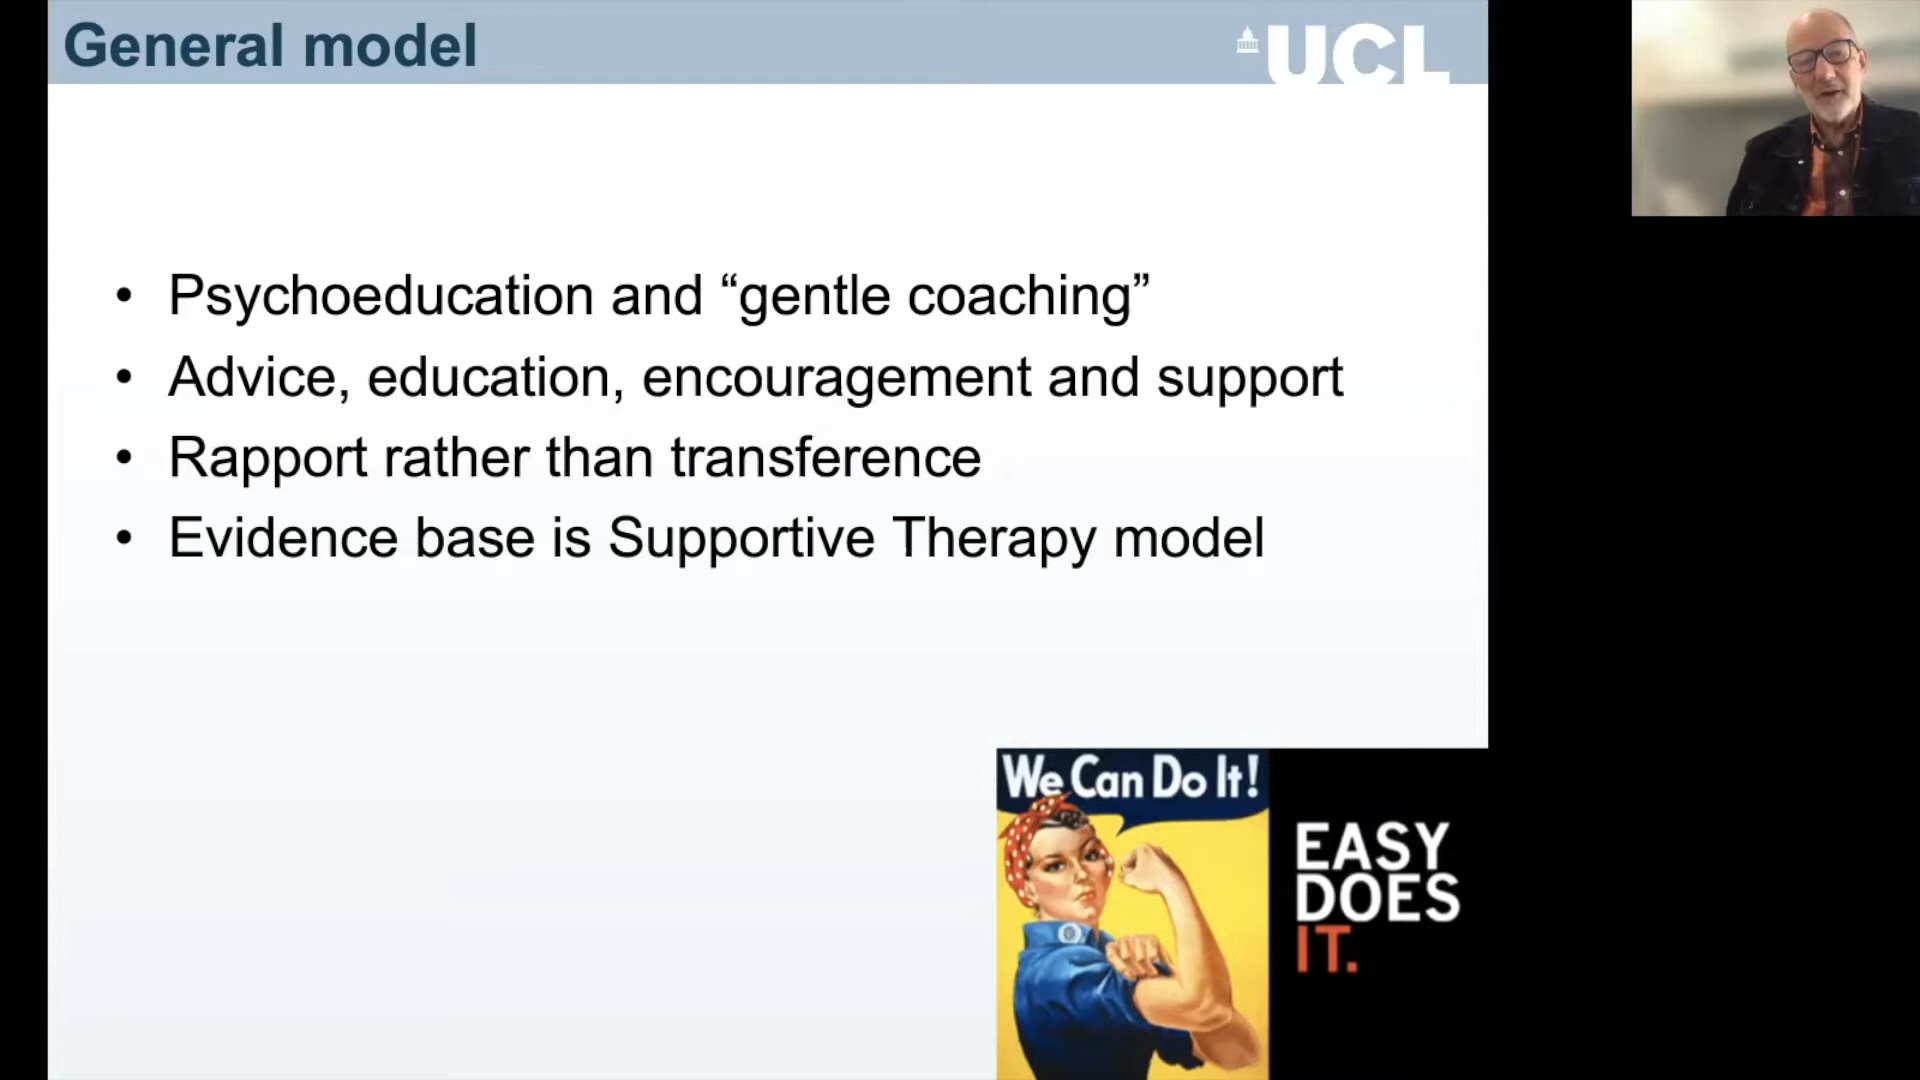 General model
UCL
• Psychoeducation and “gentle coaching”
• Advice, education, encouragement and support
• Rapport rather than transference
• Evidence base is Supportive Therapy model
We Can Do It!
EASY
DOES
IT.